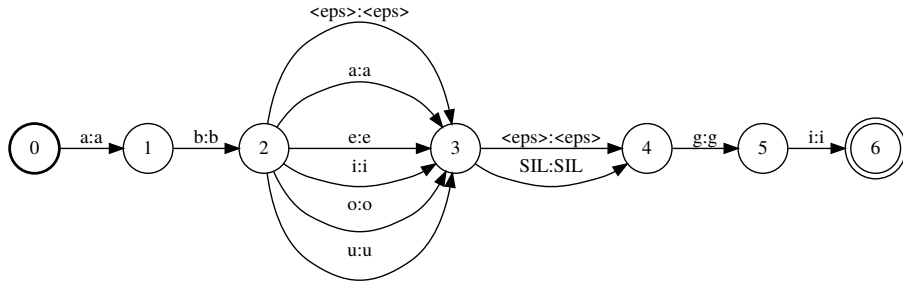 <eps>:<eps>
a:a
0 a:a 1 b:b 2 e:e 3 <eps>:<eps> 4 g:g 5 i:i 6
i:i SIL:SIL
o:o
u:u